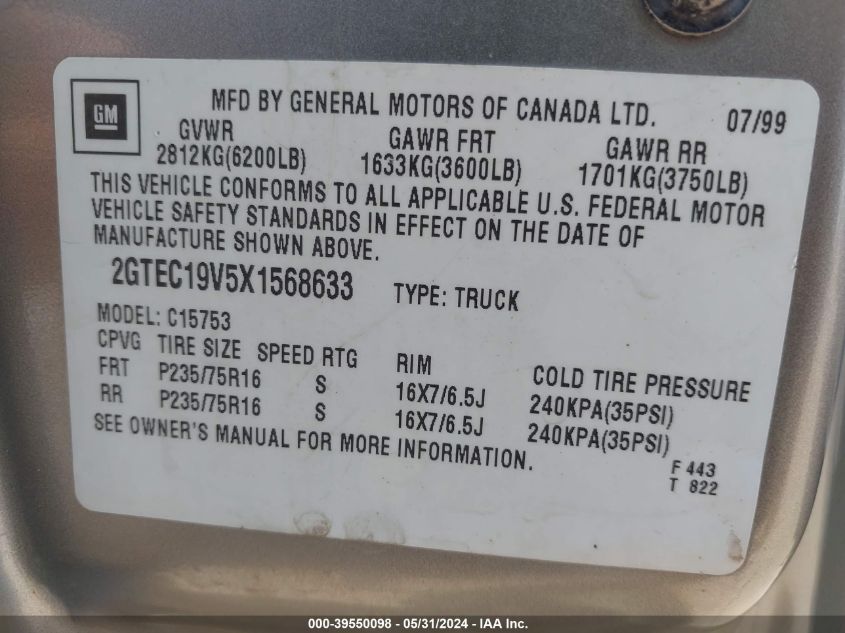 GM
MFD BY GENERAL MOTORS OF CANADA LTD. 07/99
GVWR GAWR FRT GAWR RR
2812KG(6200LB) 1633KG(3600LB) 1701KG(3750LB)
THIS VEHICLE CONFORMS TO ALL APPLICABLE U.S. FEDERAL MOTOR
VEHICLE SAFETY STANDARDS IN EFFECT ON THE DATE OF
MANUFACTURE SHOWN ABOVE.
2GTEC19V5X1568633 TYPE: TRUCK
MODEL: C15753
CPVG TIRE SIZE SPEED RTG RIM COLD TIRE PRESSURE
FRT P235/75R16 S 16X7/6.5J 240KPA(35PSI)
RR P235/75R16 S 16X7/6.5J 240KPA(35PSI)
SEE OWNER'S MANUAL FOR MORE INFORMATION.
F 443
T 822
000-39550098 - 05/31/2024 - IAA Inc.